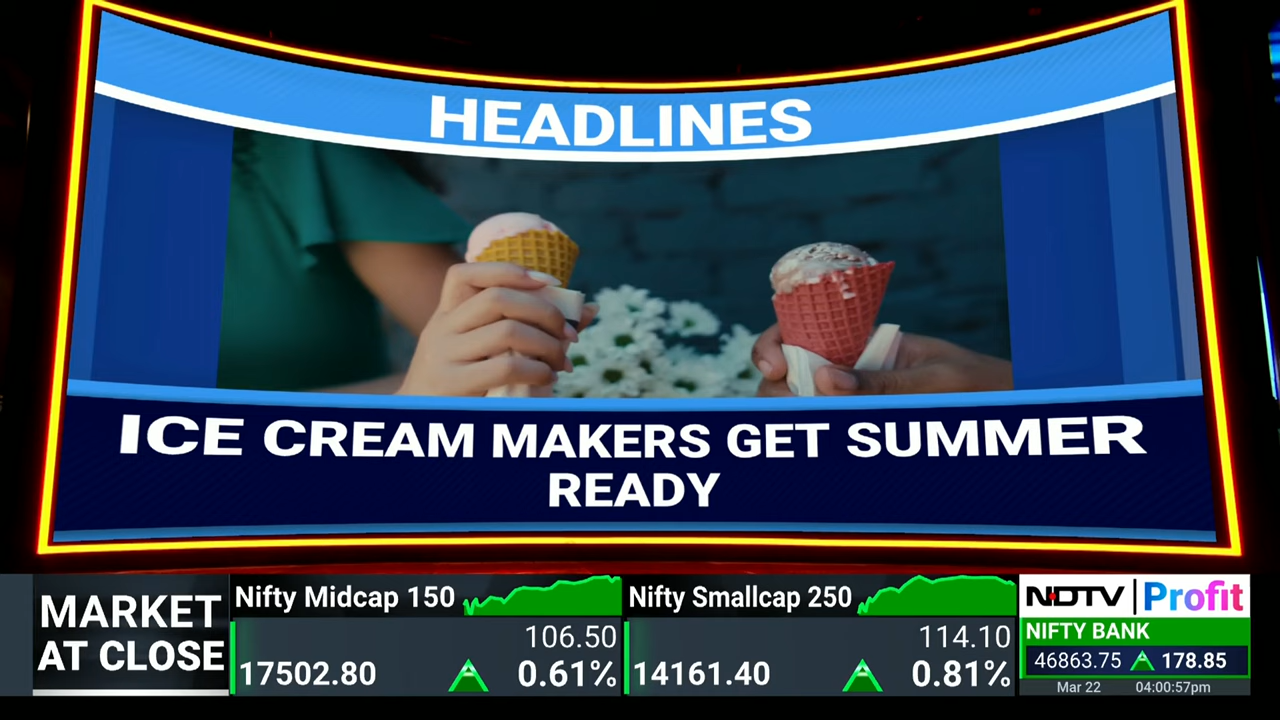 HEADLINES
ICE CREAM MAKERS GET SUMMER
READY
MARKET
AT CLOSE
Nifty Midcap 150
106.50
17502.80 0.61%
Nifty Smallcap 250
114.10
14161.40 0.81%
NDTV Profit
NIFTY BANK
46863.75 178.85
Mar 22 04:00:57pm